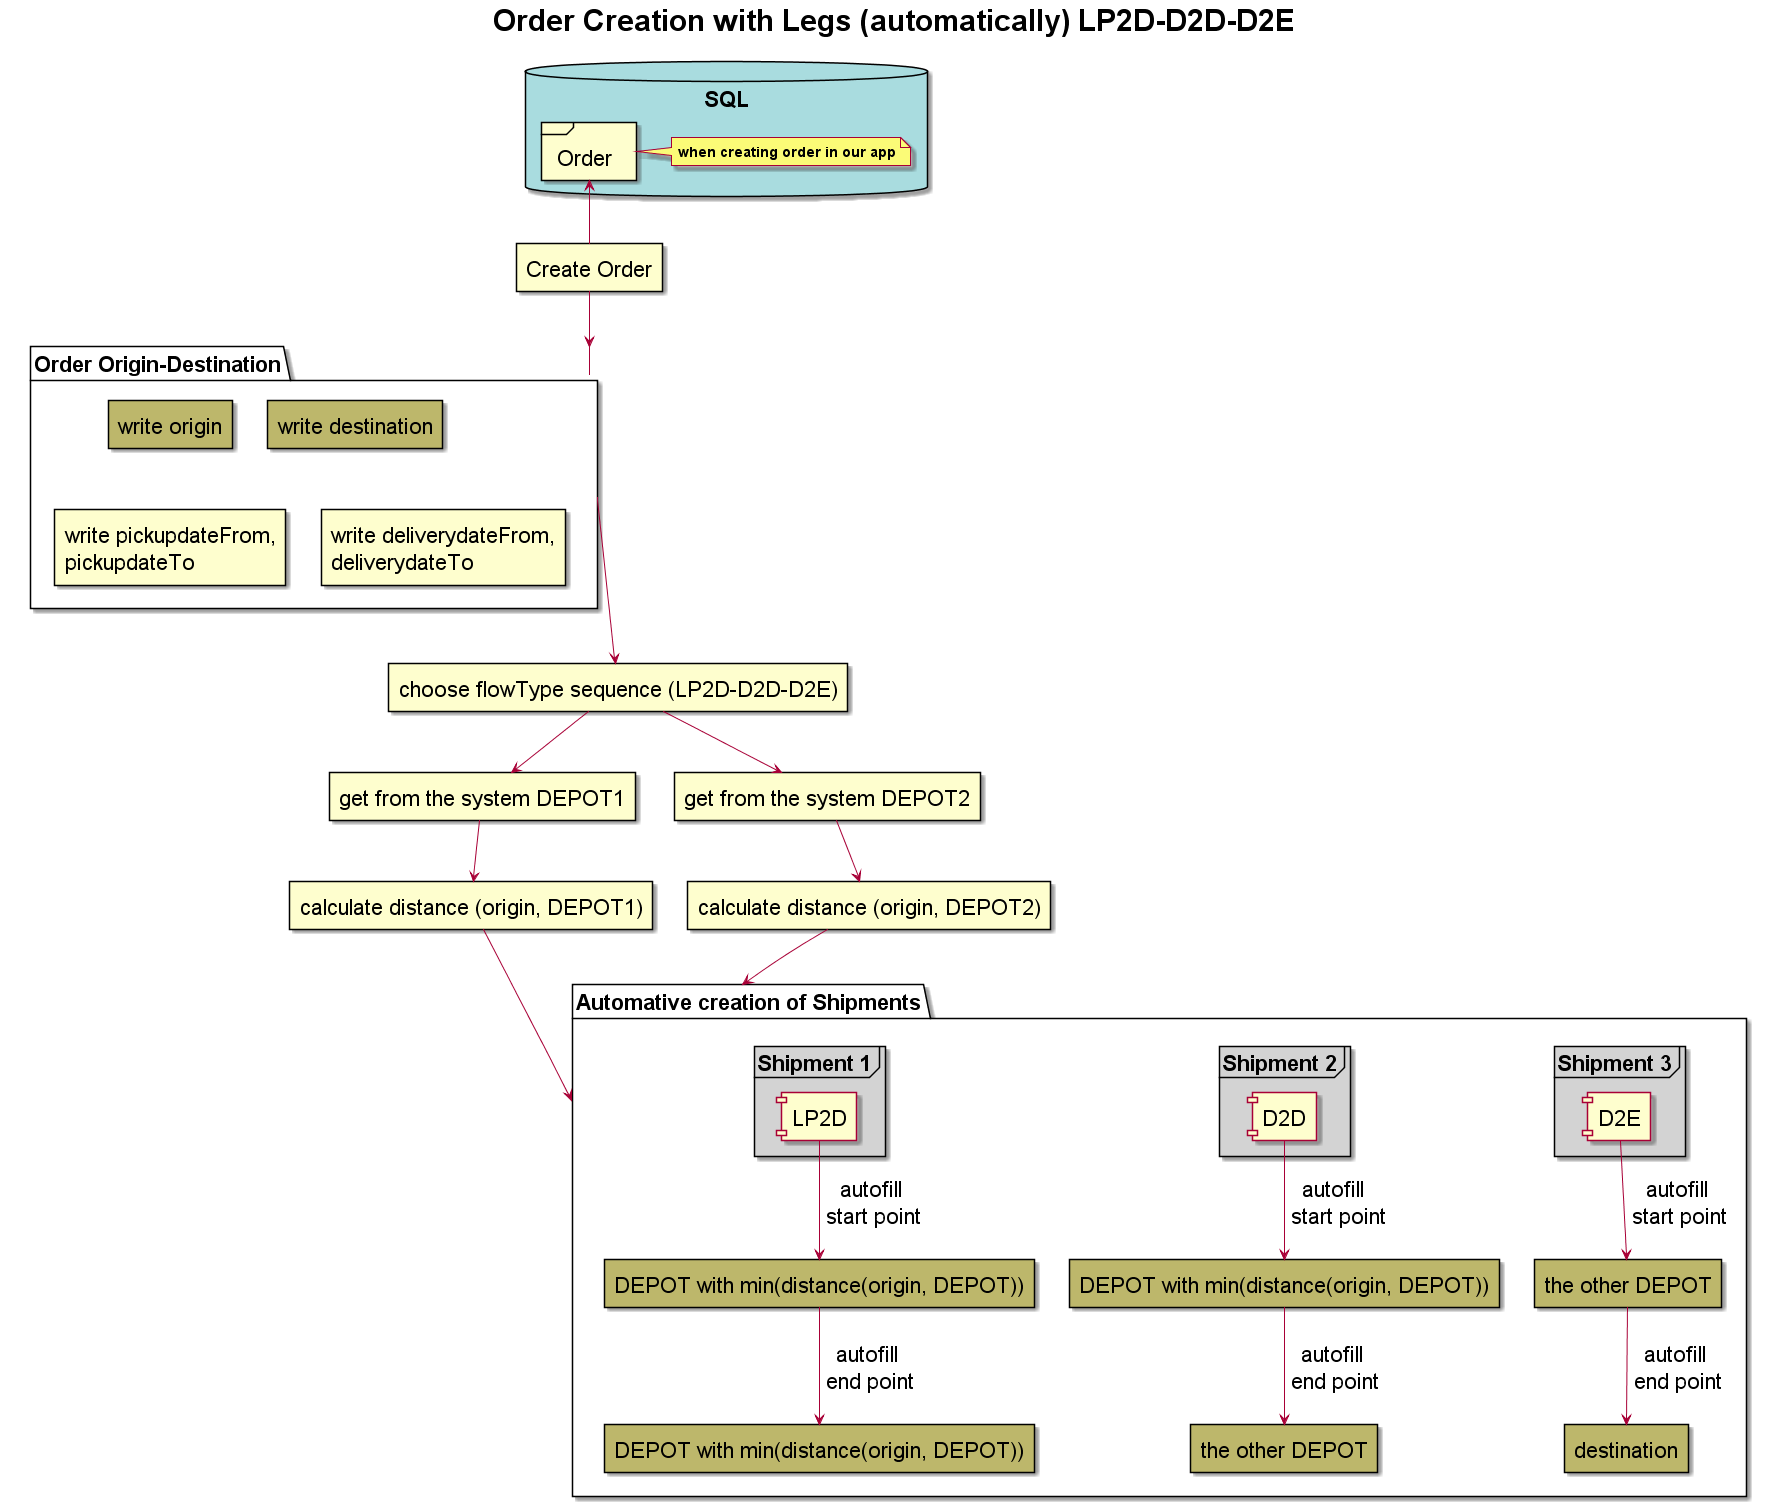 Order Creation with Legs (automatically) LP2D-D2D-D2E
SQL
Order
when creating order in our app
Create Order
Order Origin-Destination
write origin
write destination
write pickupdateFrom,
pickupdateTo
write deliverydateFrom,
deliverydateTo
choose flowType sequence (LP2D-D2D-D2E)
get from the system DEPOT1
get from the system DEPOT2
calculate distance (origin, DEPOT1)
calculate distance (origin, DEPOT2)
Automative creation of Shipments
Shipment 1
Shipment 2
Shipment 3
LP2D
D2D
D2E
autofill
start point
autofill
start point
autofill
start point
DEPOT with min(distance(origin, DEPOT))
DEPOT with min(distance(origin, DEPOT))
the other DEPOT
autofill
end point
autofill
end point
autofill
end point
DEPOT with min(distance(origin, DEPOT))
the other DEPOT
destination